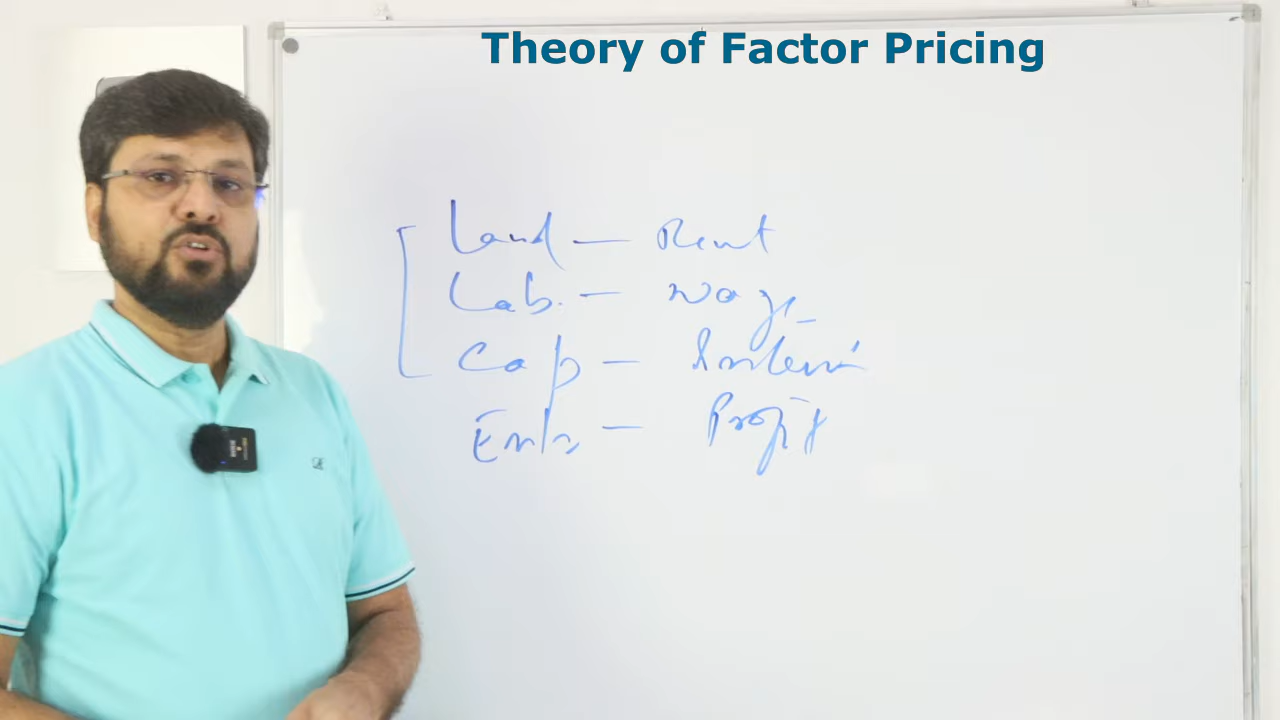 Theory of Factor Pricing
Land — Rent
Lab. — Wage
Cap — Interest
Entr — Profit